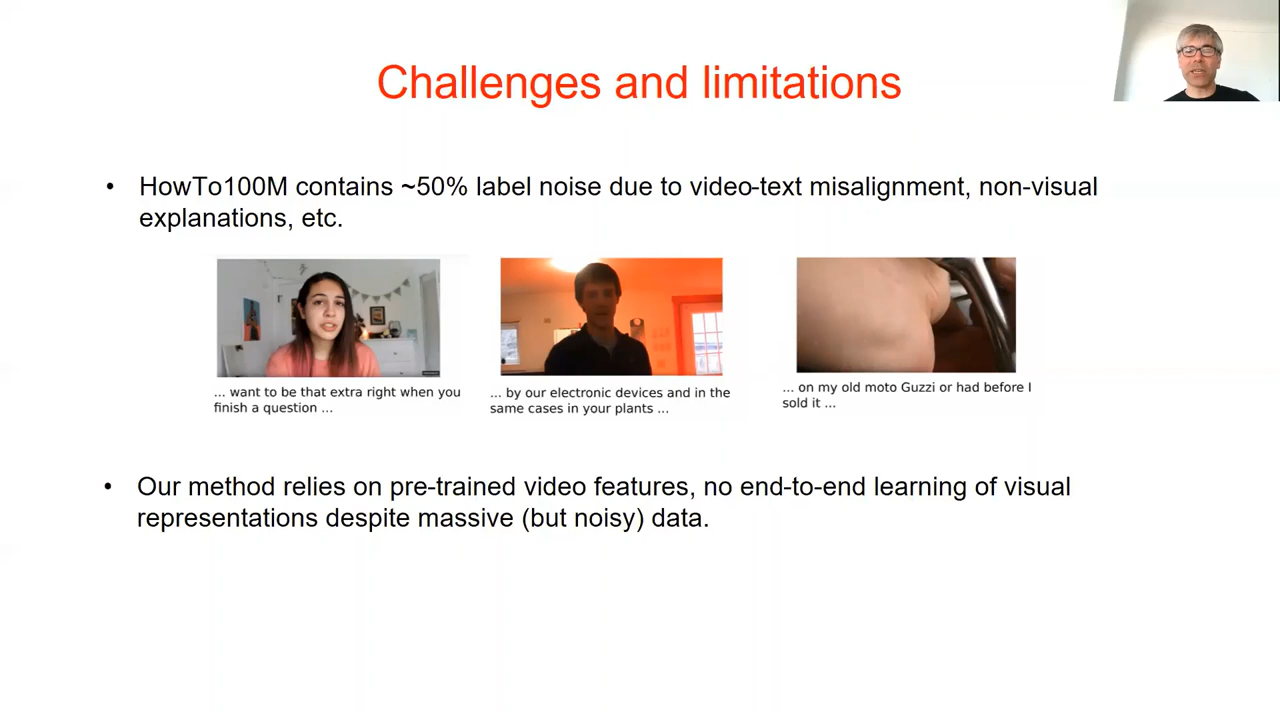 Challenges and limitations
• HowTo100M contains ~50% label noise due to video-text misalignment, non-visual
explanations, etc.
... want to be that extra right when you
finish a question ...
... by our electronic devices and in the
same cases in your plants ...
... on my old moto Guzzi or had before I
sold it ...
• Our method relies on pre-trained video features, no end-to-end learning of visual
representations despite massive (but noisy) data.